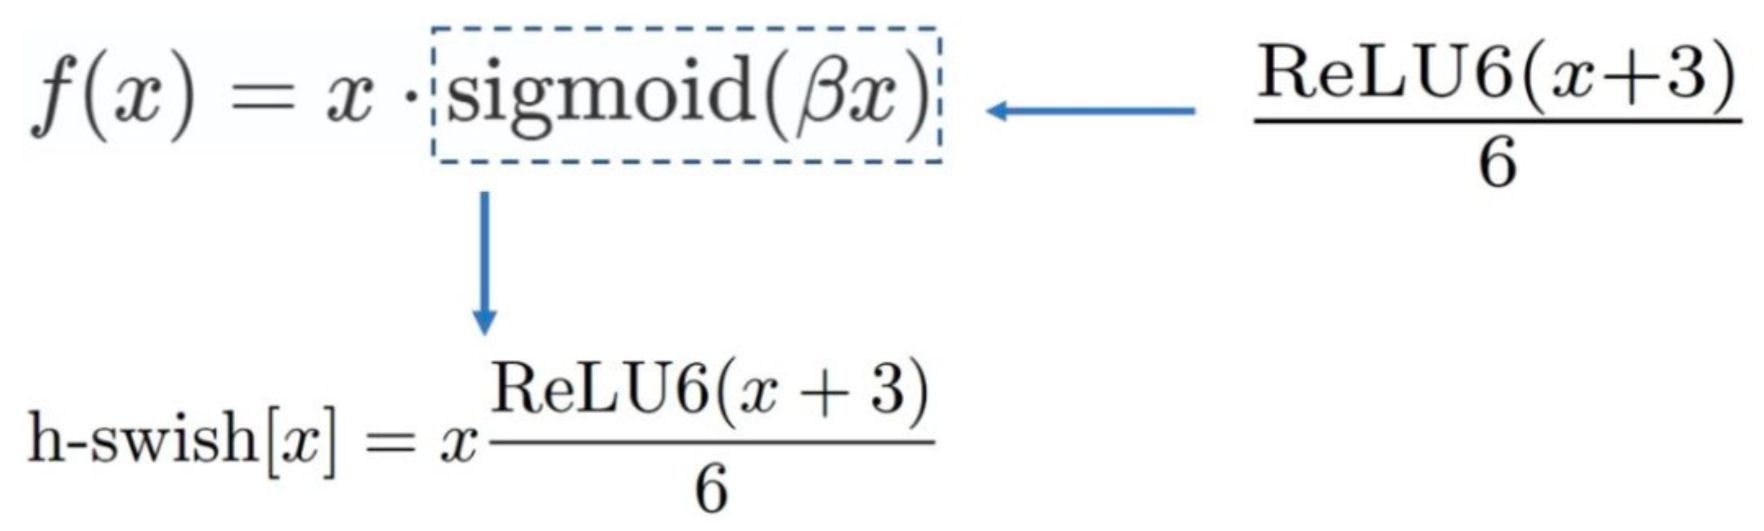 f(x) = x · sigmoid(βx)
ReLU6(x+3)
6
h-swish[x] = x ReLU6(x + 3)
6